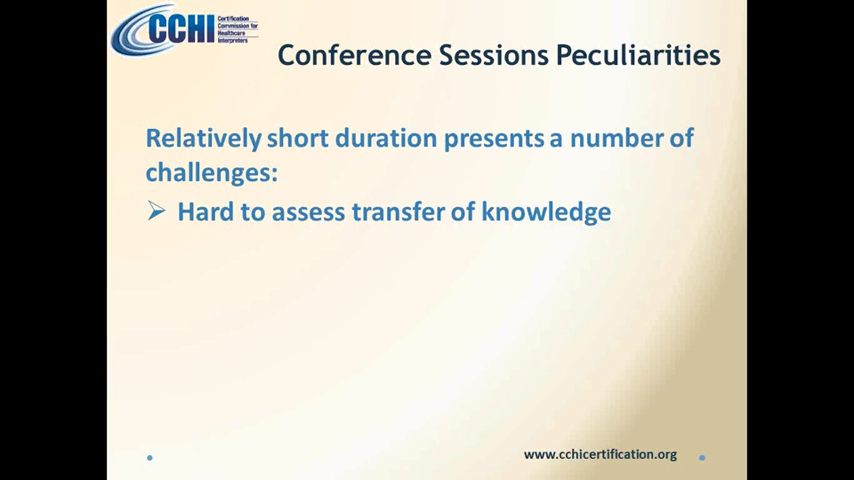 CCHI
Certification
Commission for
Healthcare
Interpreters
Conference Sessions Peculiarities
Relatively short duration presents a number of
challenges:
Hard to assess transfer of knowledge
www.cchicertification.org